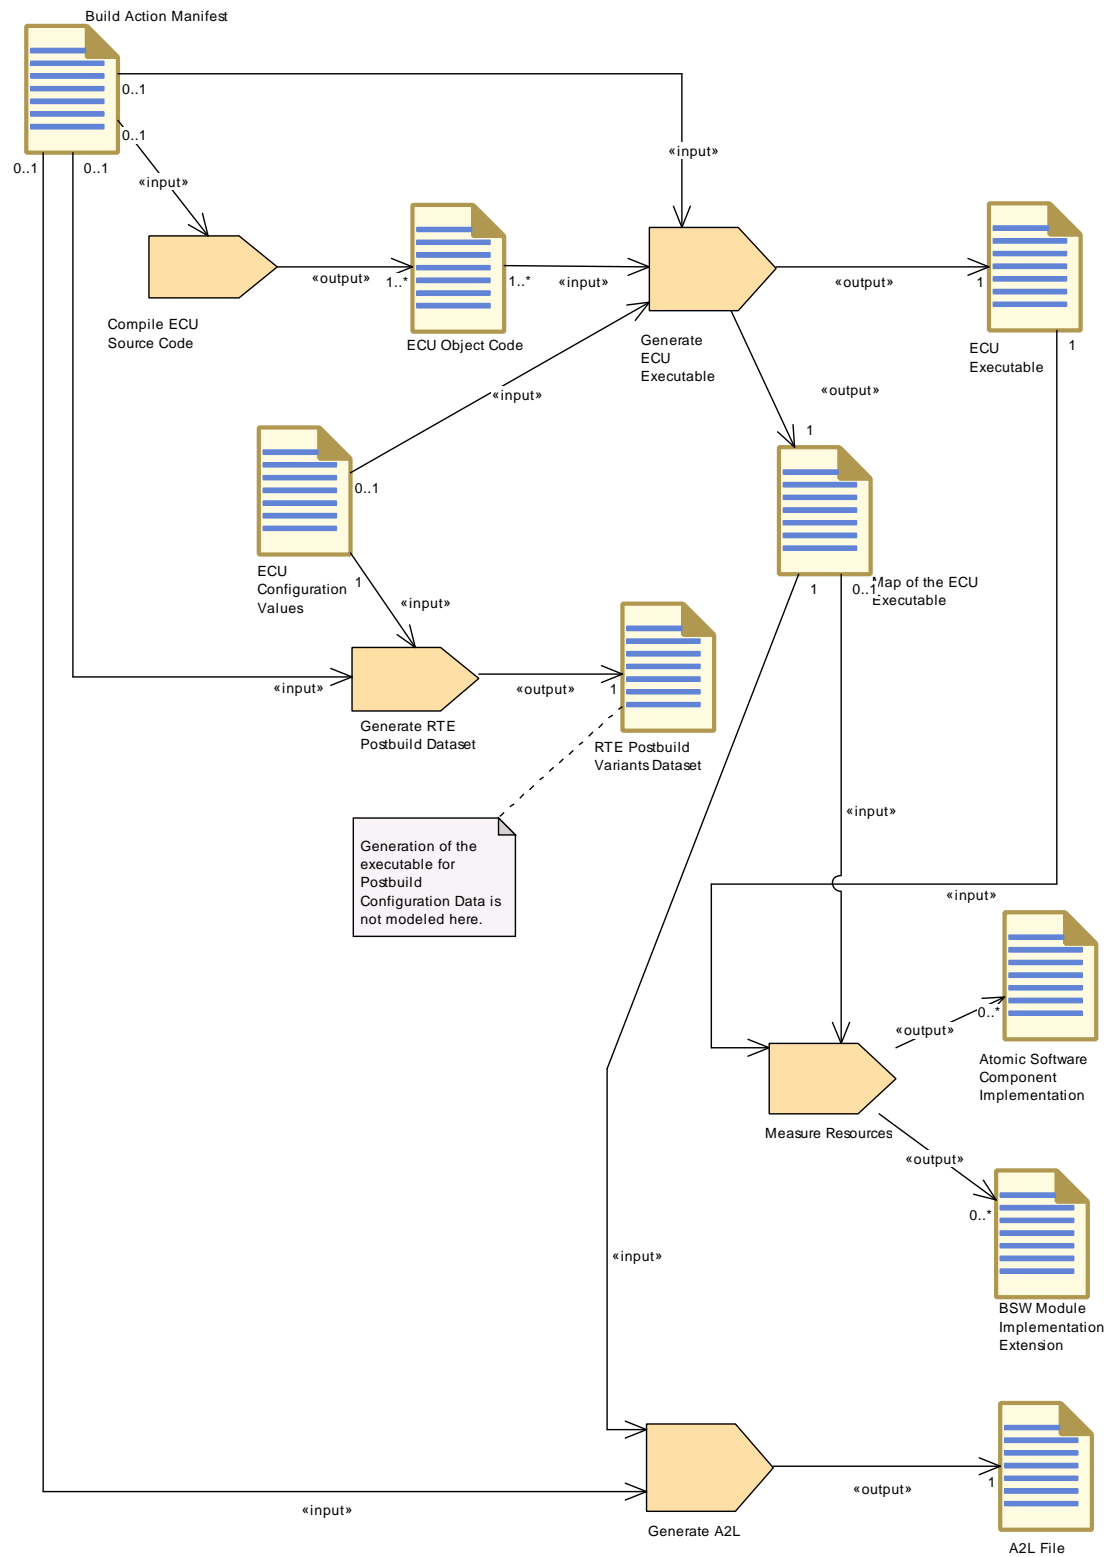 Build Action Manifest
0..1
0..1
0..1
0..1
«input»
«input»
Compile ECU
Source Code
«output»
1..*
ECU Object Code
1..*
«input»
Generate
ECU
Executable
«output»
1
ECU
Executable
1
«input»
«output»
1
0..1
ECU
Configuration
Values
1
«input»
Map of the ECU
Executable
1
0..1
«input»
Generate RTE
Postbuild Dataset
«output»
1
RTE Postbuild
Variants Dataset
Generation of the
executable for
Postbuild
Configuration Data is
not modeled here.
«input»
«input»
«output»
0..*
Atomic Software
Component
Implementation
Measure Resources
«output»
0..*
BSW Module
Implementation
Extension
«input»
«input»
Generate A2L
«output»
1
A2L File